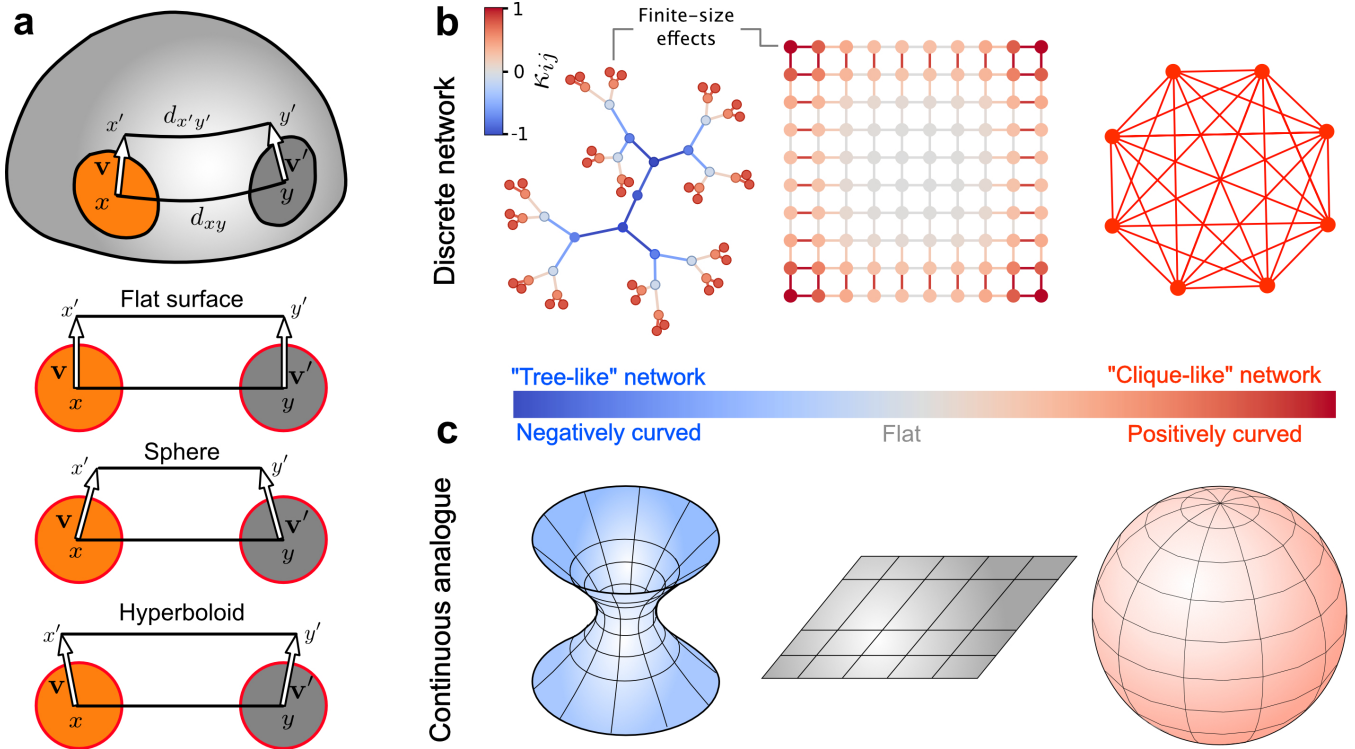 a
x′
d_{x′y′}
y′
v
v′
x
y
d_{xy}
Flat surface
x′
y′
v
v′
x
y
Sphere
x′
y′
v
v′
x
y
Hyperboloid
x′
y′
v
v′
x
y
b
Discrete network
1
0
-1
κ_{ij}
Finite-size
effects
"Tree-like" network
"Clique-like" network
Negatively curved
Flat
Positively curved
c
Continuous analogue